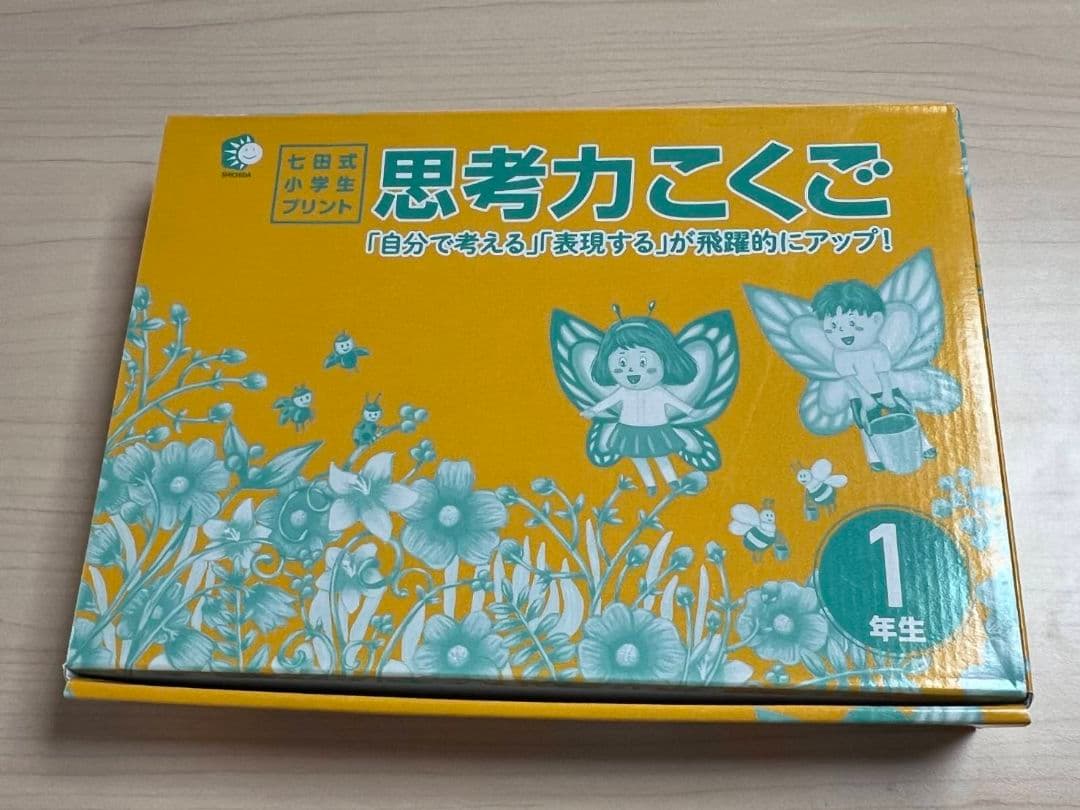 SHICHIDA
七田式
小学生
プリント
思考力こくご
「自分で考える」「表現する」が飛躍的にアップ!
1
年生